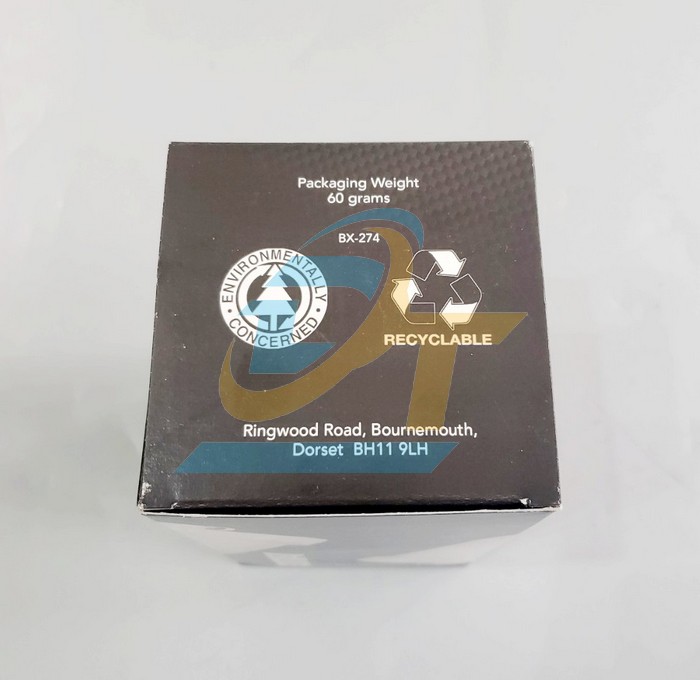 Packaging Weight
60 grams
BX-274
ENVIRONMENTALLY
• CONCERNED •
RECYCLABLE
Ringwood Road, Bournemouth,
Dorset BH11 9LH